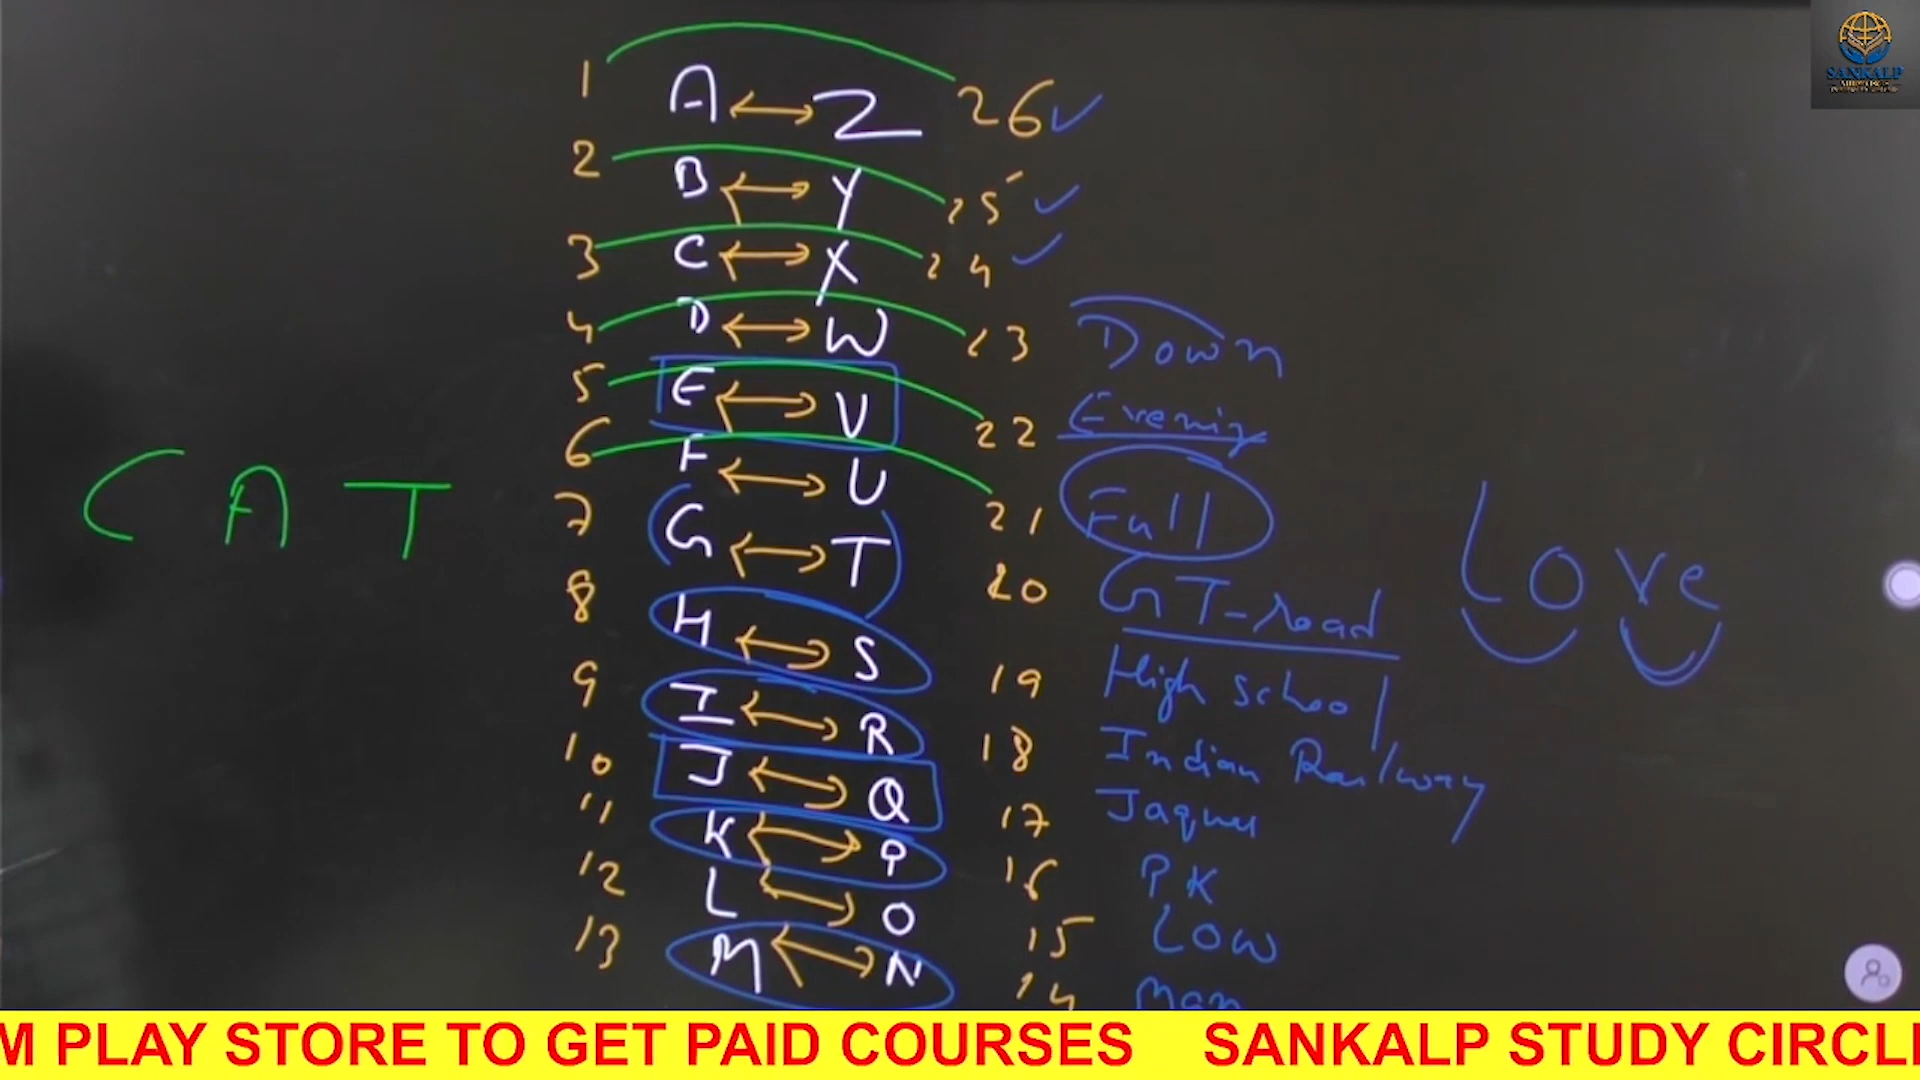 1 A ↔ Z 26 ✓
2 B ↔ Y 25 ✓
3 C ↔ X 24 ✓
4 D ↔ W 23 Down
5 E ↔ V 22
6 F ↔ U 21 Full
7 G ↔ T 20 GT-road
8 H ↔ S 19 High School
9 I ↔ R 18 Indian Railway
10 J ↔ Q 17
11 K ↔ P 16 PK
12 L ↔ O 15 LOW
13 M ↔ N 14 Man
CAT
Love
SANKALP
M PLAY STORE TO GET PAID COURSES SANKALP STUDY CIRCL